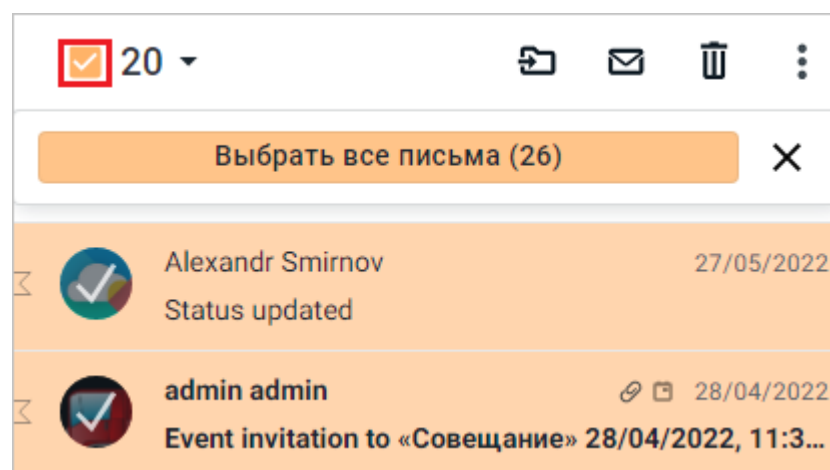 20
Выбрать все письма (26)
Alexandr Smirnov 27/05/2022
Status updated
admin admin 28/04/2022
Event invitation to «Совещание» 28/04/2022, 11:3...